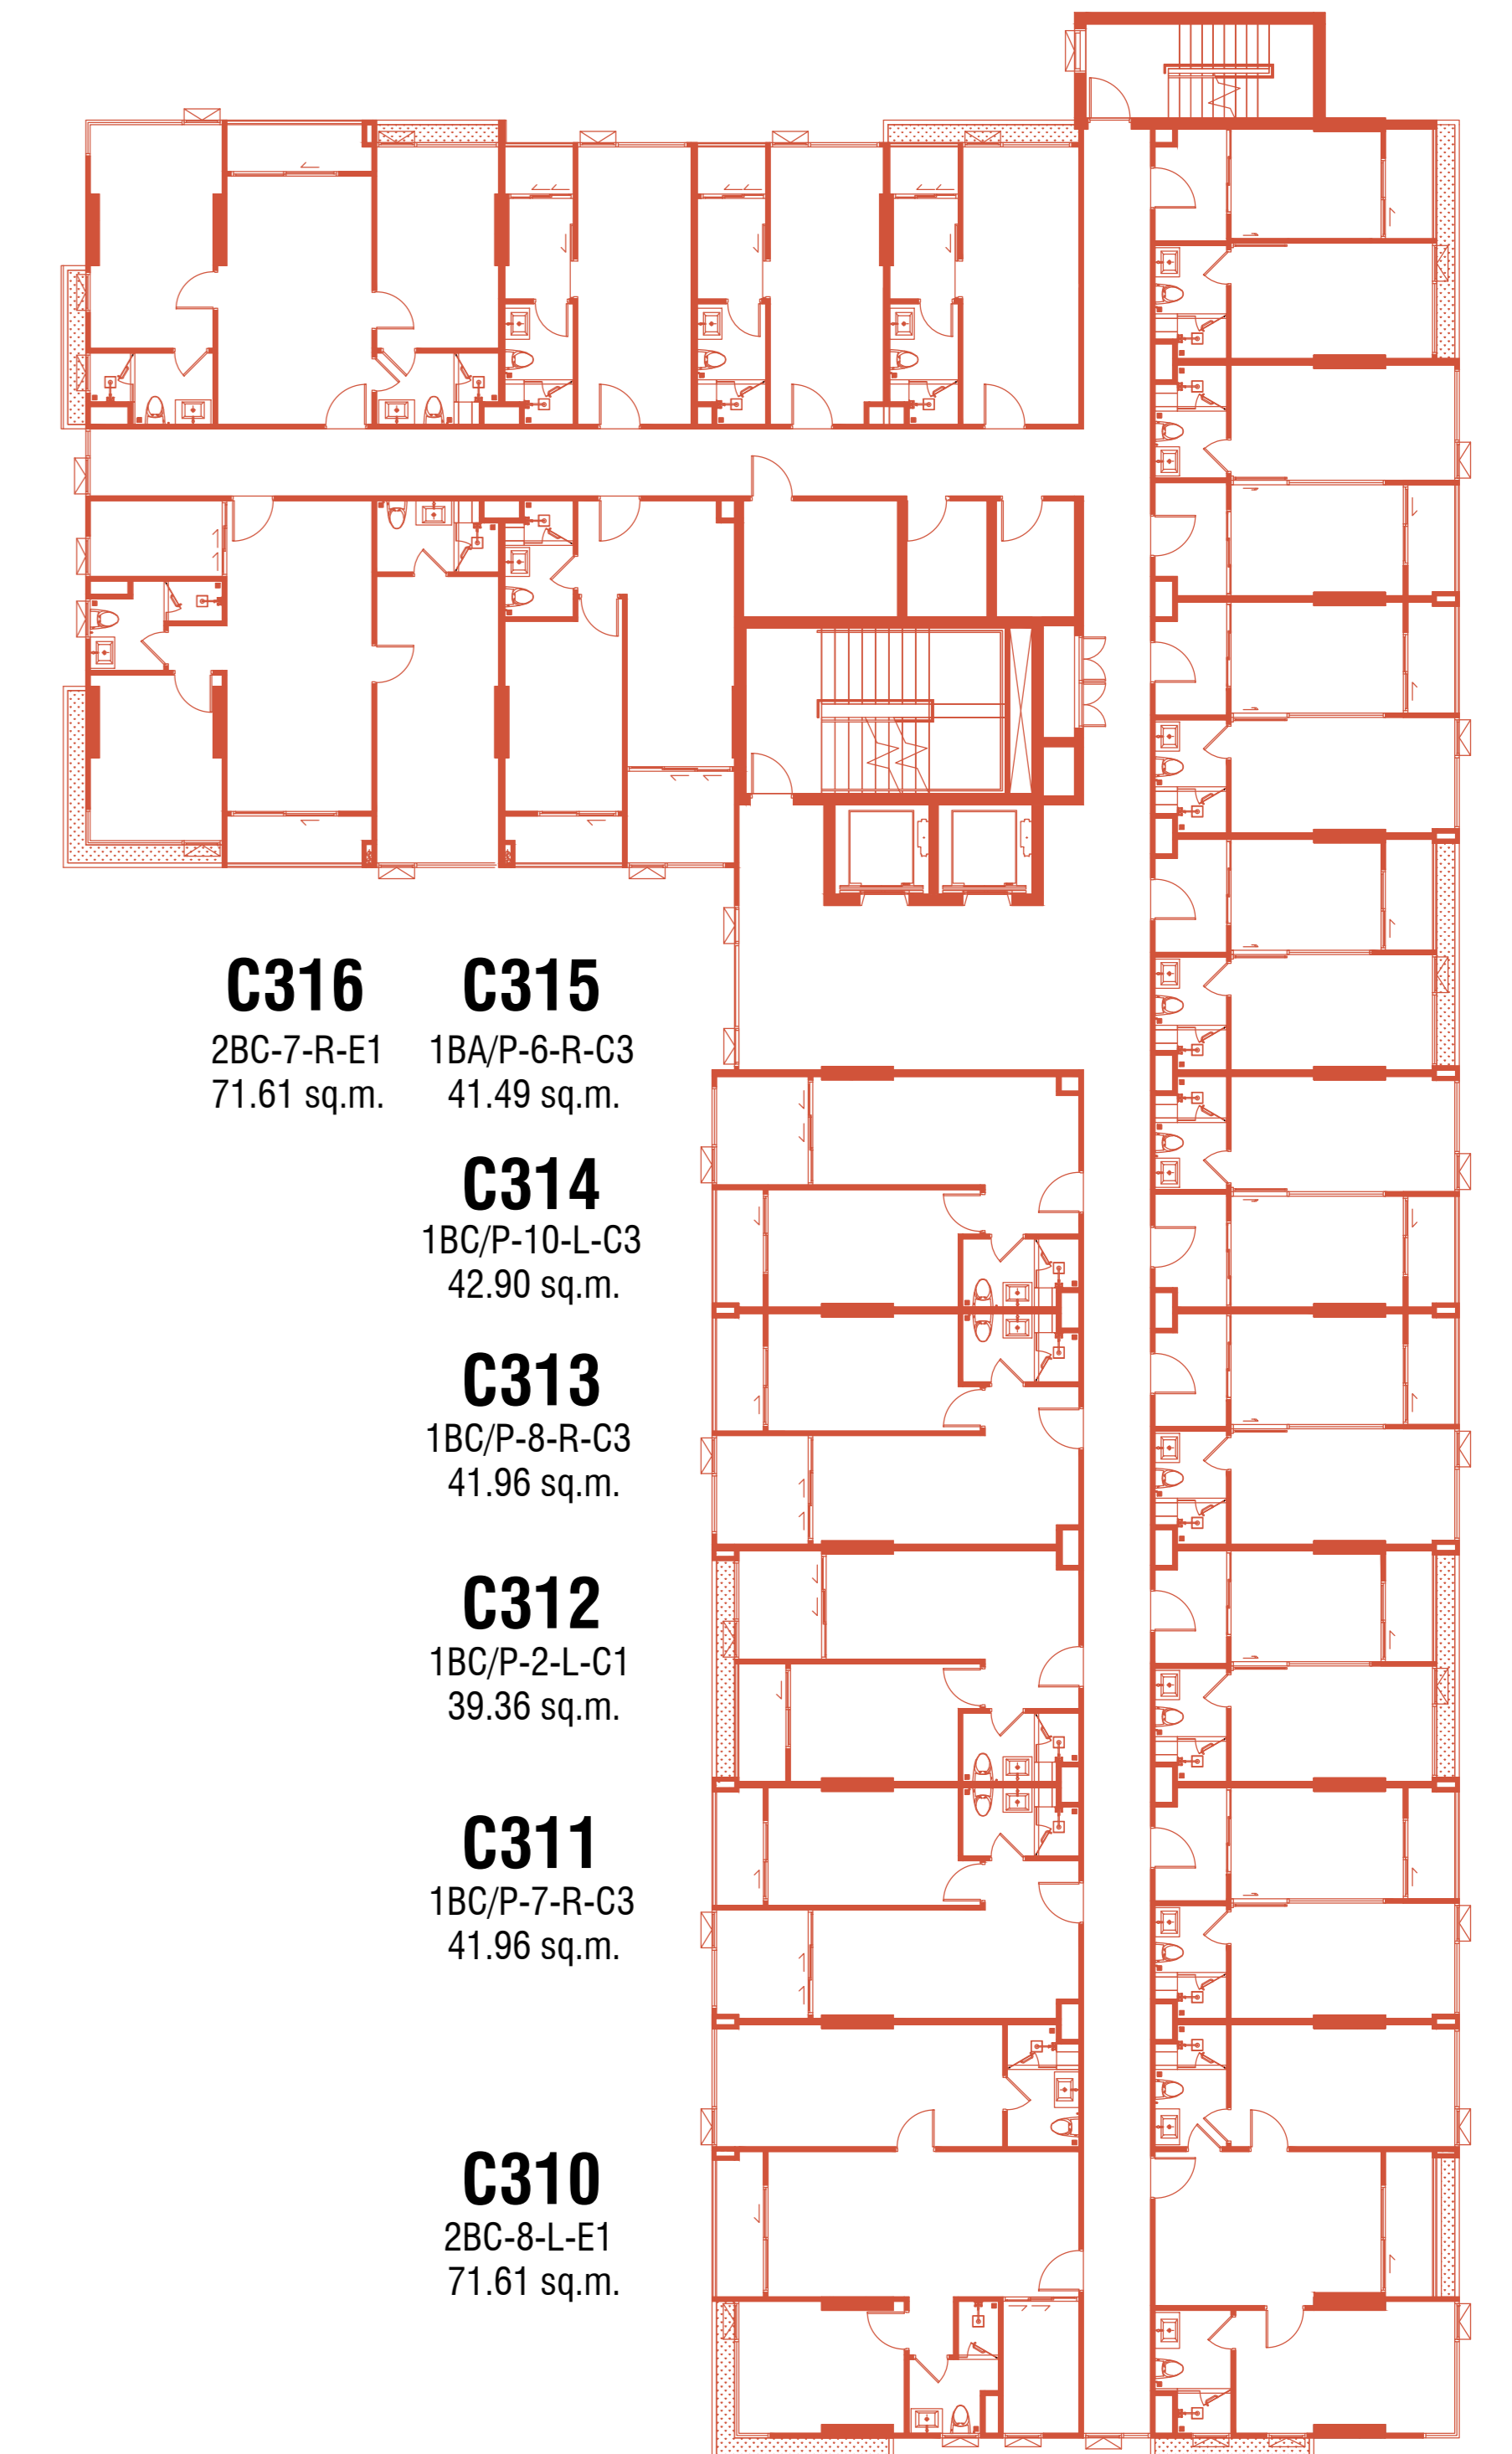 C316
2BC-7-R-E1
71.61 sq.m.
C315
1BA/P-6-R-C3
41.49 sq.m.
C314
1BC/P-10-L-C3
42.90 sq.m.
C313
1BC/P-8-R-C3
41.96 sq.m.
C312
1BC/P-2-L-C1
39.36 sq.m.
C311
1BC/P-7-R-C3
41.96 sq.m.
C310
2BC-8-L-E1
71.61 sq.m.